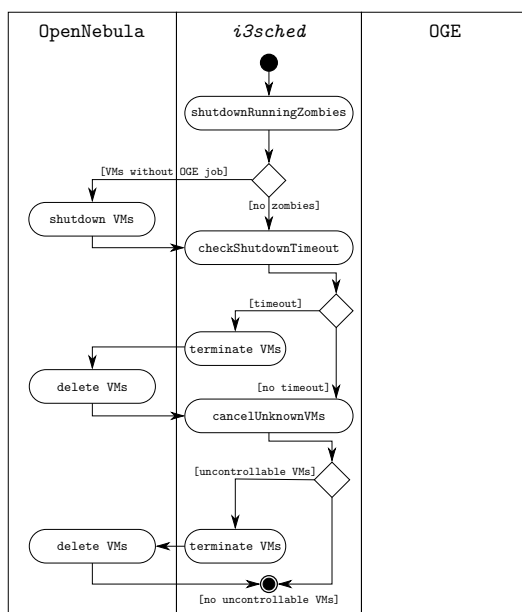 OpenNebula
i3sched
OGE
shutdownRunningZombies
[VMs without OGE job]
[no zombies]
shutdown VMs
checkShutdownTimeout
[timeout]
terminate VMs
delete VMs
[no timeout]
cancelUnknownVMs
[uncontrollable VMs]
delete VMs
terminate VMs
[no uncontrollable VMs]